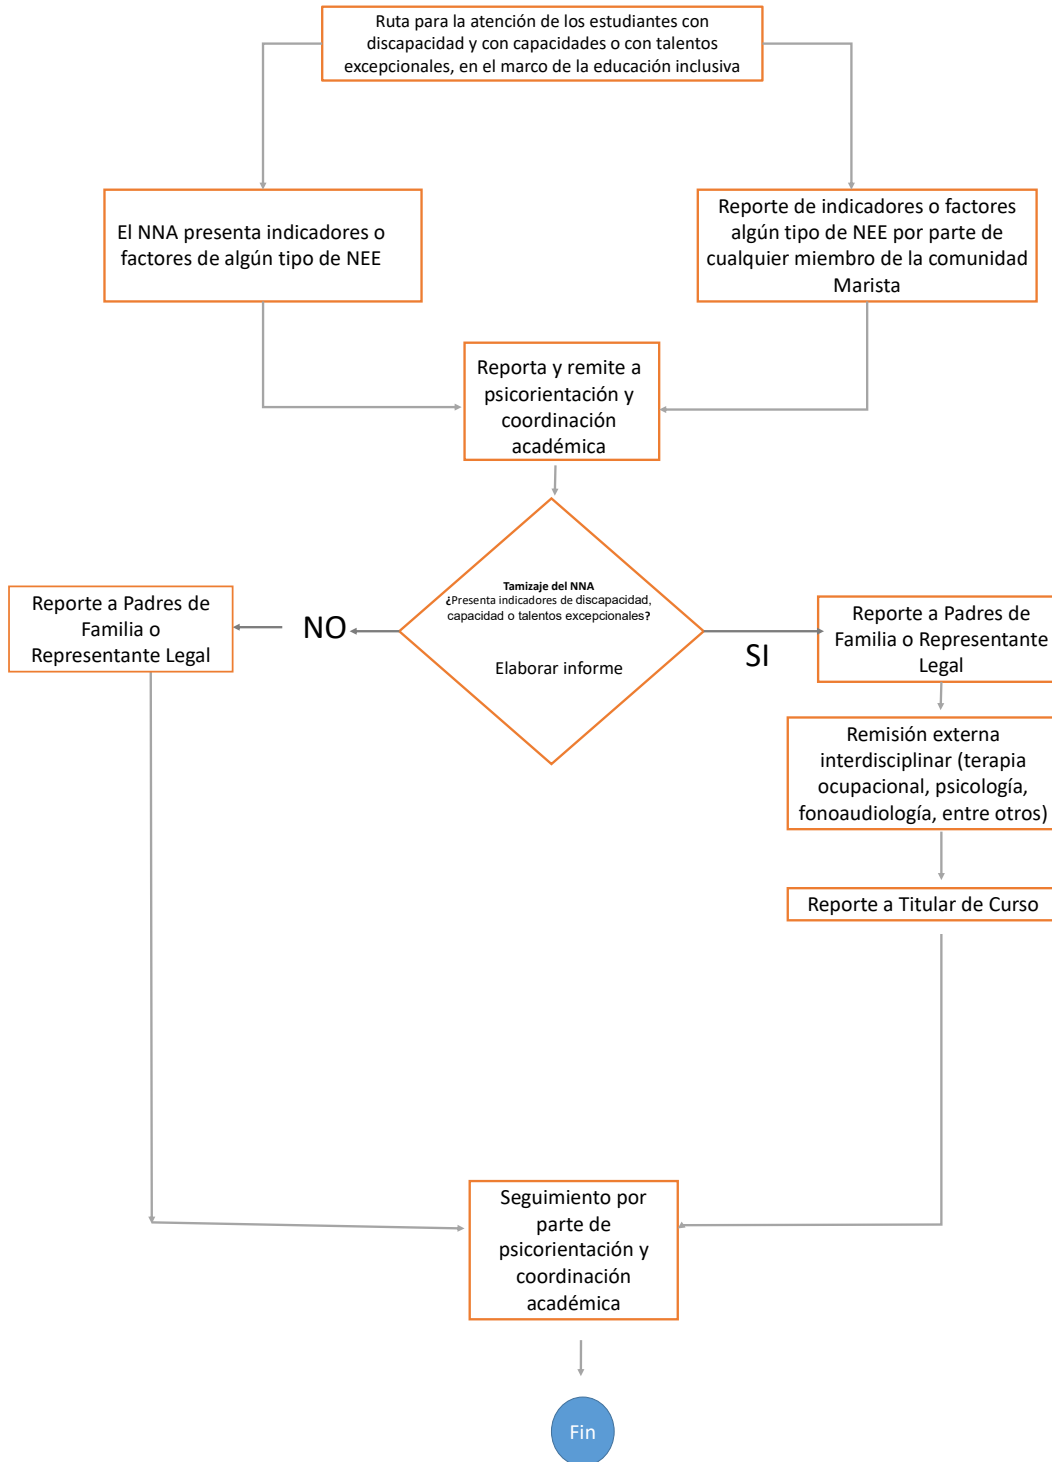 Ruta para la atención de los estudiantes con
discapacidad y con capacidades o con talentos
excepcionales, en el marco de la educación inclusiva
El NNA presenta indicadores o
factores de algún tipo de NEE
Reporte de indicadores o factores
algún tipo de NEE por parte de
cualquier miembro de la comunidad
Marista
Reporta y remite a
psicorientación y
coordinación
académica
Tamizaje del NNA
¿Presenta indicadores de discapacidad,
capacidad o talentos excepcionales?
Elaborar informe
NO
Reporte a Padres de
Familia o
Representante Legal
SI
Reporte a Padres de
Familia o Representante
Legal
Remisión externa
interdisciplinar (terapia
ocupacional, psicología,
fonoaudiología, entre otros)
Reporte a Titular de Curso
Seguimiento por
parte de
psicorientación y
coordinación
académica
Fin